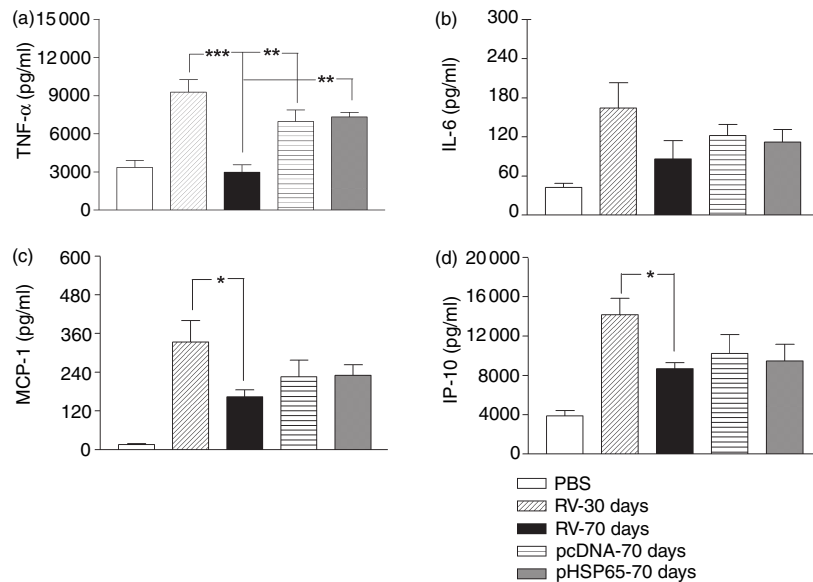 (a)
15 000
12 000
9000
6000
3000
0
TNF-α (pg/ml)
***
**
**
(b)
300
240
180
120
60
0
IL-6 (pg/ml)
(c)
600
480
360
240
120
0
MCP-1 (pg/ml)
*
(d)
20 000
16 000
12 000
8000
4000
0
IP-10 (pg/ml)
*
PBS
RV-30 days
RV-70 days
pcDNA-70 days
pHSP65-70 days